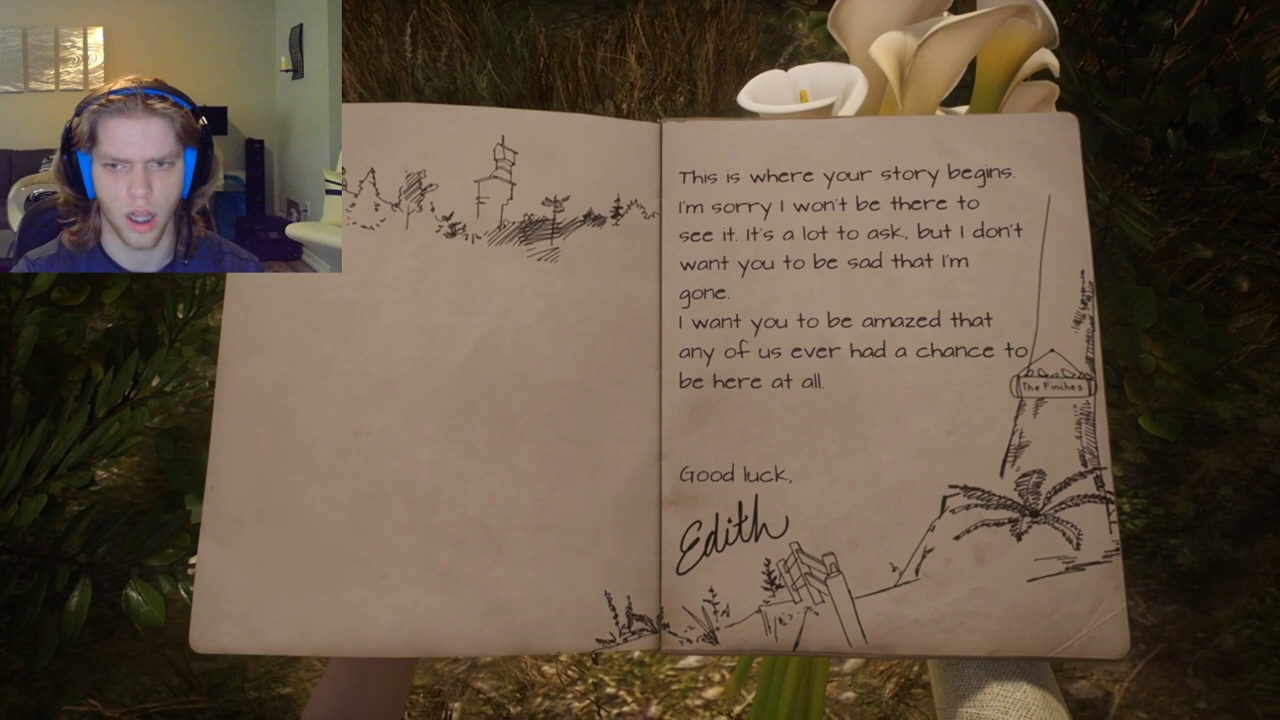 This is where your story begins.
I'm sorry I won't be there to
see it. It's a lot to ask, but I don't
want you to be sad that I'm
gone.
I want you to be amazed that
any of us ever had a chance to
be here at all.
The Finches
Good luck,
Edith